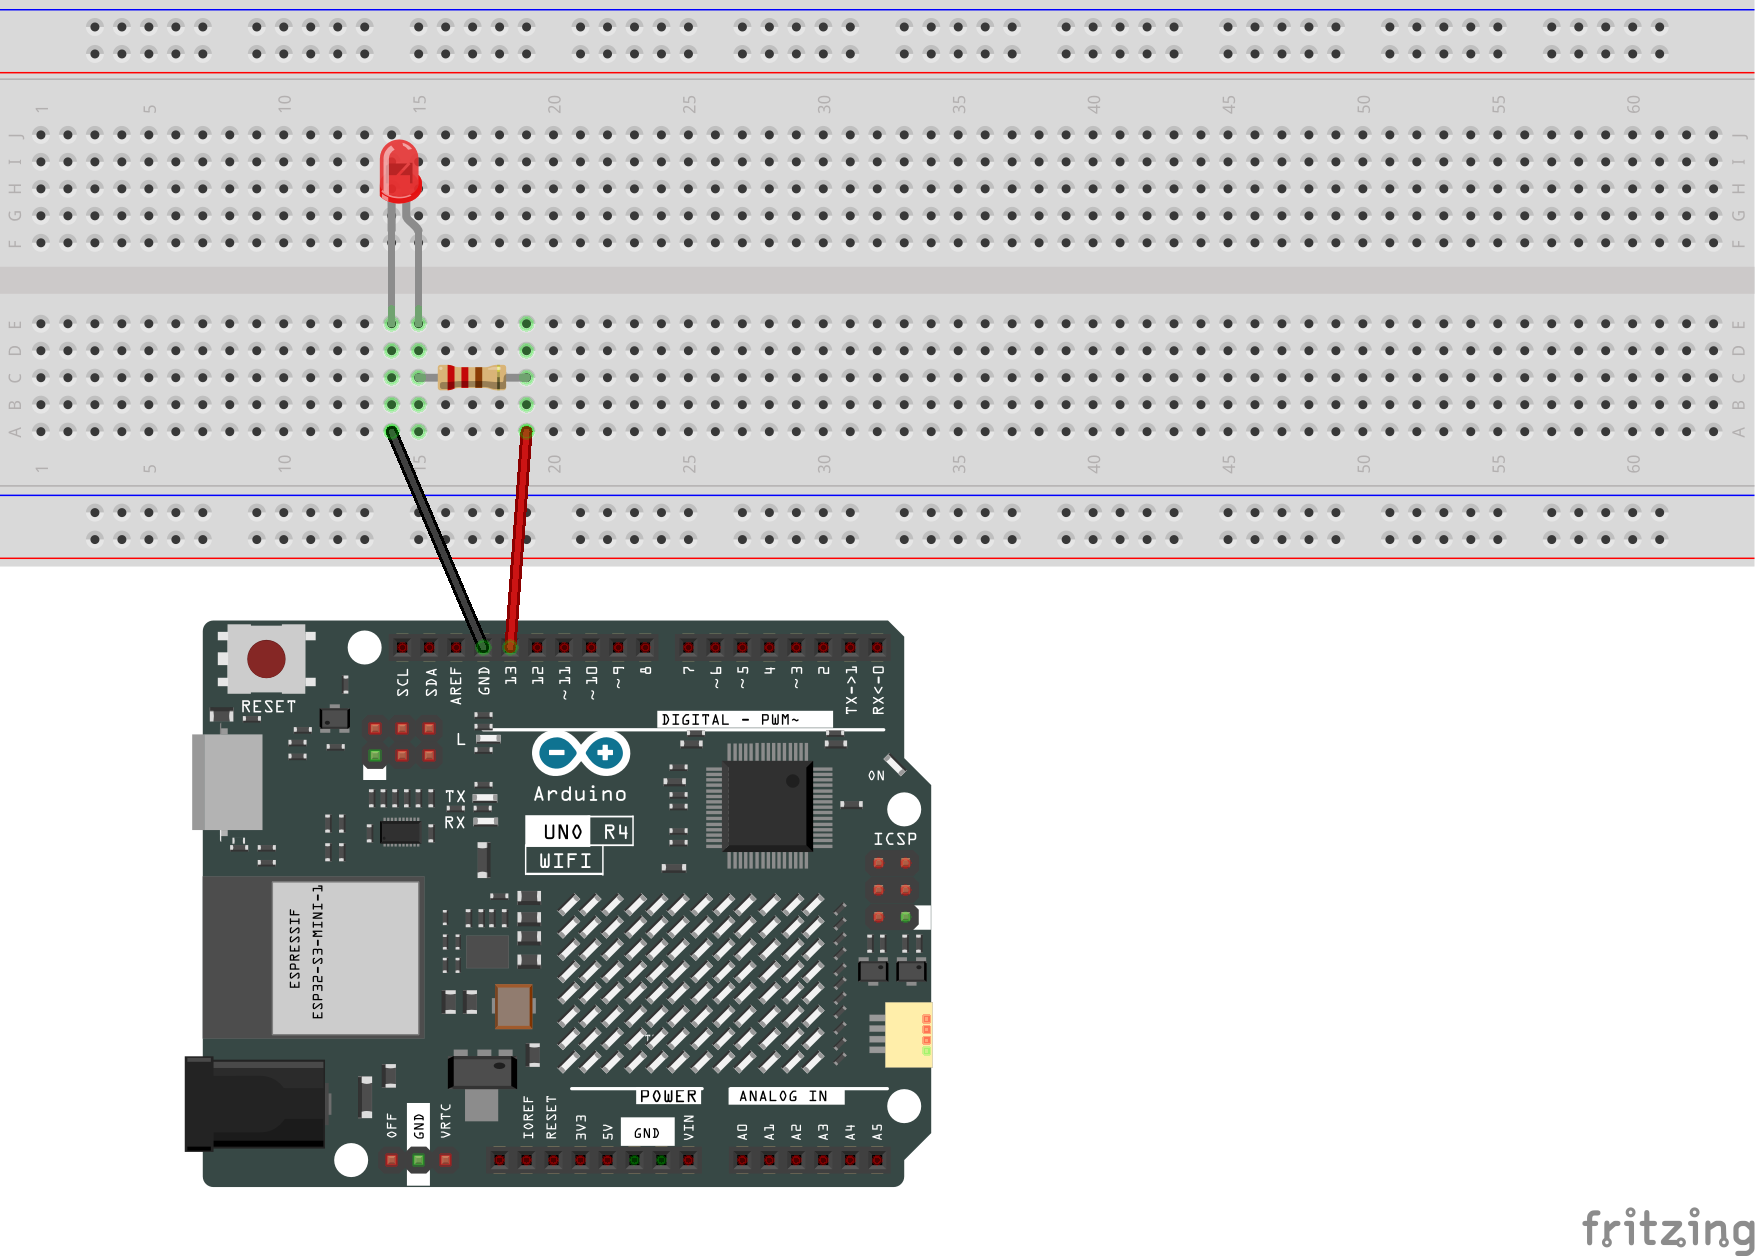 1 5 10 15 20 25 30 35 40 45 50 55 60
J J
I I
H H
G G
F F
E E
D D
C C
B B
A A
1 5 10 15 20 25 30 35 40 45 50 55 60
RESET
SCL SDA AREF GND 13 12 ~11 ~10 ~9 8 7 ~6 ~5 4 ~3 2 TX->1 RX<-0
DIGITAL - PWM~
L
ON
Arduino
TX
RX
UNO R4
WIFI
ICSP
ESPRESSIF
ESP32-S3-MINI-1
POWER ANALOG IN
OFF GND VRTC IOREF RESET 3V3 5V GND VIN A0 A1 A2 A3 A4 A5
fritzing